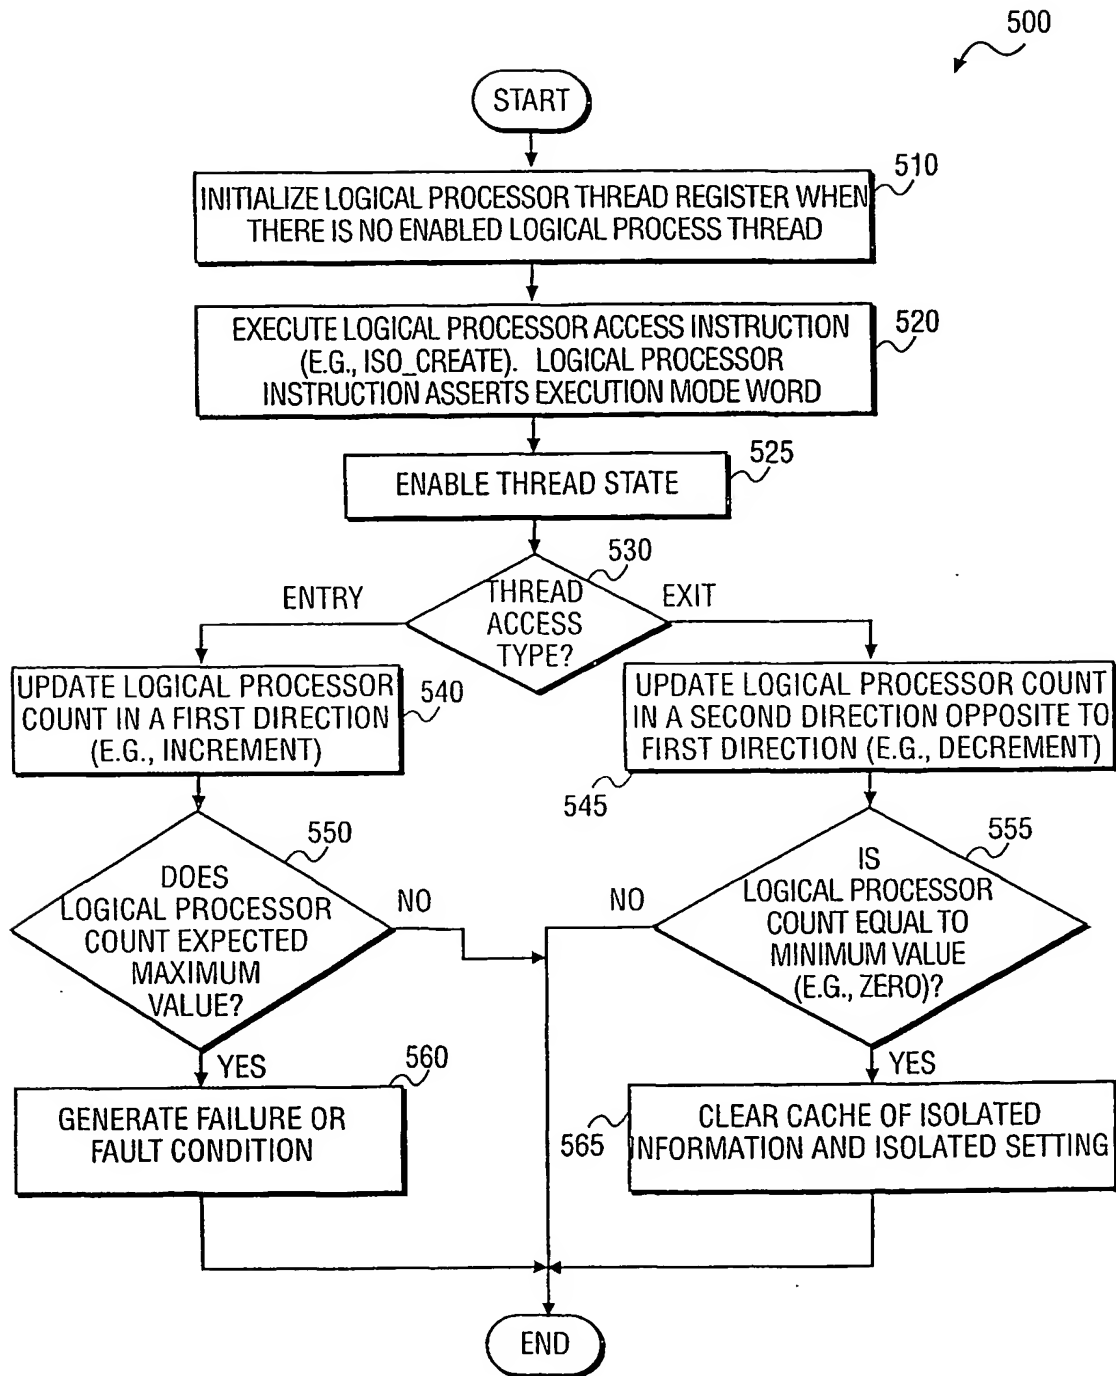 500
START
510
INITIALIZE LOGICAL PROCESSOR THREAD REGISTER WHEN
THERE IS NO ENABLED LOGICAL PROCESS THREAD
520
EXECUTE LOGICAL PROCESSOR ACCESS INSTRUCTION
(E.G., ISO_CREATE). LOGICAL PROCESSOR
INSTRUCTION ASSERTS EXECUTION MODE WORD
525
ENABLE THREAD STATE
530
THREAD
ACCESS
TYPE?
ENTRY
EXIT
UPDATE LOGICAL PROCESSOR
COUNT IN A FIRST DIRECTION
(E.G., INCREMENT)
540
UPDATE LOGICAL PROCESSOR COUNT
IN A SECOND DIRECTION OPPOSITE TO
FIRST DIRECTION (E.G., DECREMENT)
545
550
DOES
LOGICAL PROCESSOR
COUNT EXPECTED
MAXIMUM
VALUE?
NO
YES
555
IS
LOGICAL PROCESSOR
COUNT EQUAL TO
MINIMUM VALUE
(E.G., ZERO)?
NO
YES
560
GENERATE FAILURE OR
FAULT CONDITION
565
CLEAR CACHE OF ISOLATED
INFORMATION AND ISOLATED SETTING
END